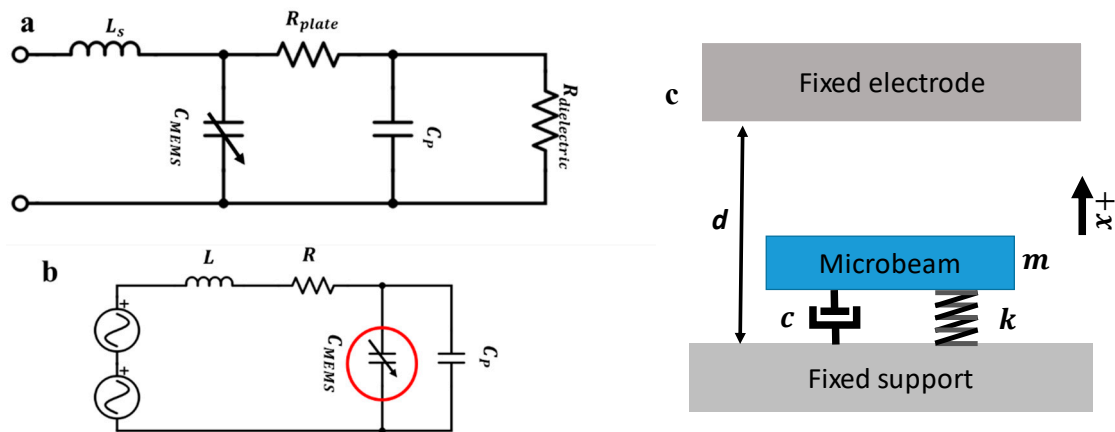 a
L_s
R_plate
C_MEMS
C_P
R_dielectric
b
L
R
C_MEMS
C_P
+
+
c
Fixed electrode
d
+x
Microbeam
m
c
k
Fixed support